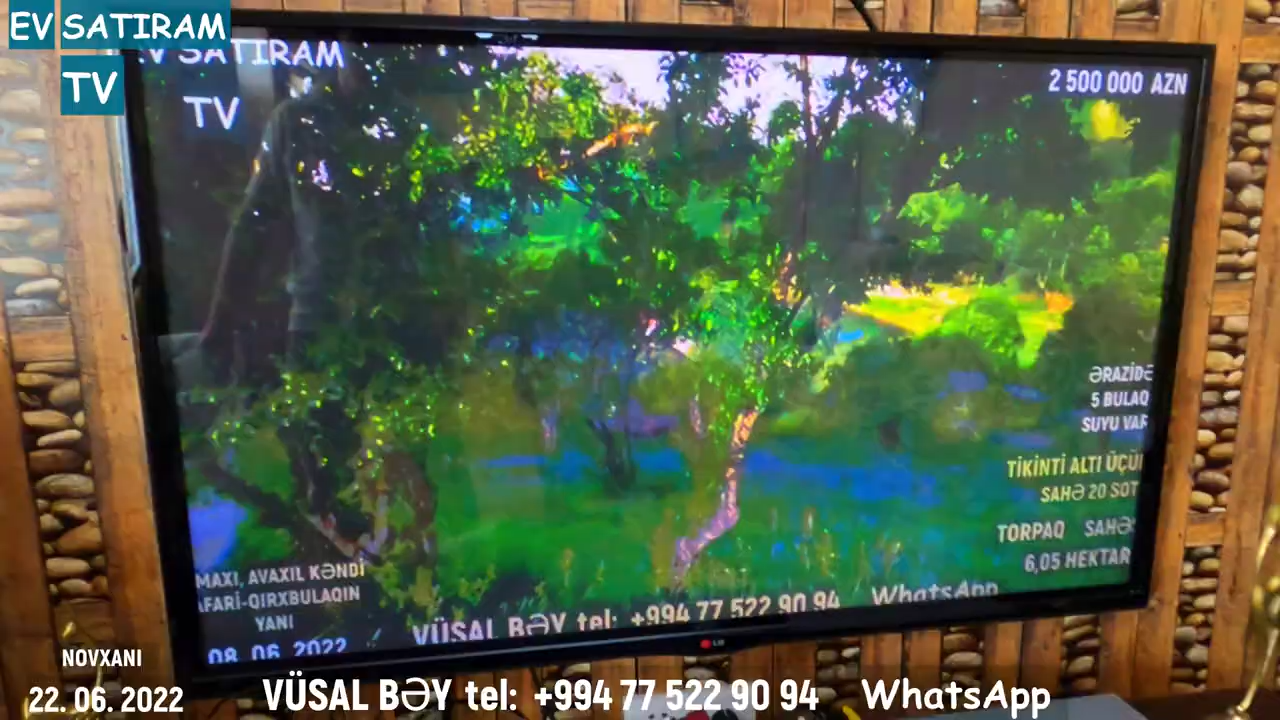 EV SATIRAM
TV
EV SATIRAM
TV
2 500 000 AZN
ƏRAZİDƏ
5 BULAQ
SUYU VAR
TİKİNTİ ALTI ÜÇÜN
SAHƏ 20 SOT
TORPAQ SAHƏS
6,05 HEKTAR
MAXI, AVAXIL KƏNDİ
AFARİ-QIRXBULAQIN
YANI
08. 06. 2022
VÜSAL BƏY tel: +994 77 522 90 94 WhatsApp
LG
NOVXANI
22. 06. 2022
VÜSAL BƏY tel: +994 77 522 90 94 WhatsApp